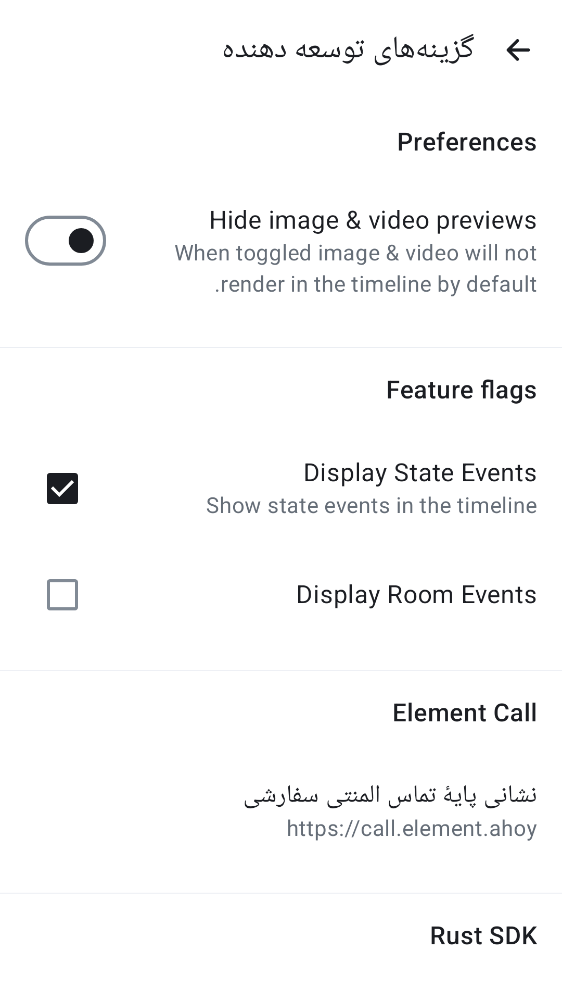 گزینه‌های توسعه دهنده
Preferences
Hide image & video previews
When toggled image & video will not
render in the timeline by default.
Feature flags
Display State Events
Show state events in the timeline
Display Room Events
Element Call
نشانی پایهٔ تماس المنتی سفارشی
https://call.element.ahoy
Rust SDK